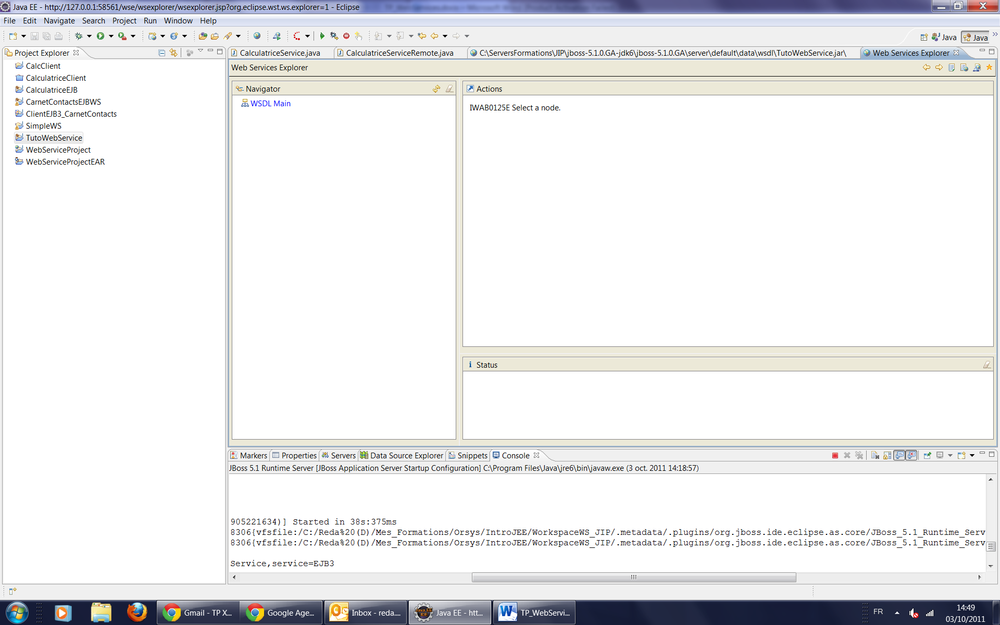 Java EE - http://127.0.0.1:58561/wse/wsexplorer/wsexplorer.jsp?org.eclipse.wst.ws.explorer=1 - Eclipse
File Edit Navigate Search Project Run Window Help
Java Java
Project Explorer
CalcClient
CalculatriceClient
CalculatriceEJB
CarnetContactsEJBWS
ClientEJB3_CarnetContacts
SimpleWS
TutoWebService
WebServiceProject
WebServiceProjectEAR
CalculatriceService.java CalculatriceServiceRemote.java C:\ServersFormations\JIP\jboss-5.1.0.GA-jdk6\jboss-5.1.0.GA\server\default\data\wsdl\TutoWebService.jar\ Web Services Explorer
Web Services Explorer
Navigator
WSDL Main
Actions
IWAB0125E Select a node.
Status
Markers Properties Servers Data Source Explorer Snippets Console
JBoss 5.1 Runtime Server [JBoss Application Server Startup Configuration] C:\Program Files\Java\jre6\bin\javaw.exe (3 oct. 2011 14:18:57)
905221634)] Started in 38s:375ms
8306{vfsfile:/C:/Reda%20(D)/Mes_Formations/Orsys/IntroJEE/WorkspaceWS_JIP/.metadata/.plugins/org.jboss.ide.eclipse.as.core/JBoss_5.1_Runtime_Serv
8306{vfsfile:/C:/Reda%20(D)/Mes_Formations/Orsys/IntroJEE/WorkspaceWS_JIP/.metadata/.plugins/org.jboss.ide.eclipse.as.core/JBoss_5.1_Runtime_Serv
Service,service=EJB3
Gmail - TP X... Google Age... Inbox - reda.... Java EE - htt... TP_WebServi...
FR
14:49
03/10/2011